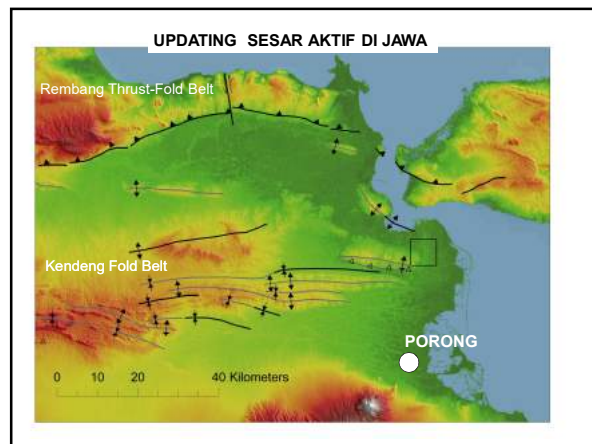 UPDATING SESAR AKTIF DI JAWA
Rembang Thrust-Fold Belt
Kendeng Fold Belt
PORONG
0 10 20 40 Kilometers